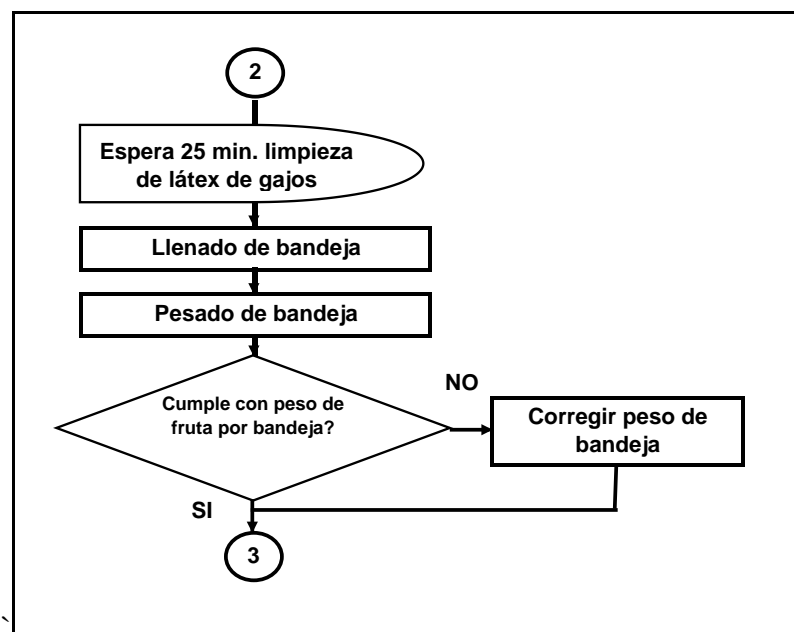 2
Espera 25 min. limpieza
de látex de gajos
Llenado de bandeja
Pesado de bandeja
Cumple con peso de
fruta por bandeja?
NO
Corregir peso de
bandeja
SI
3
`